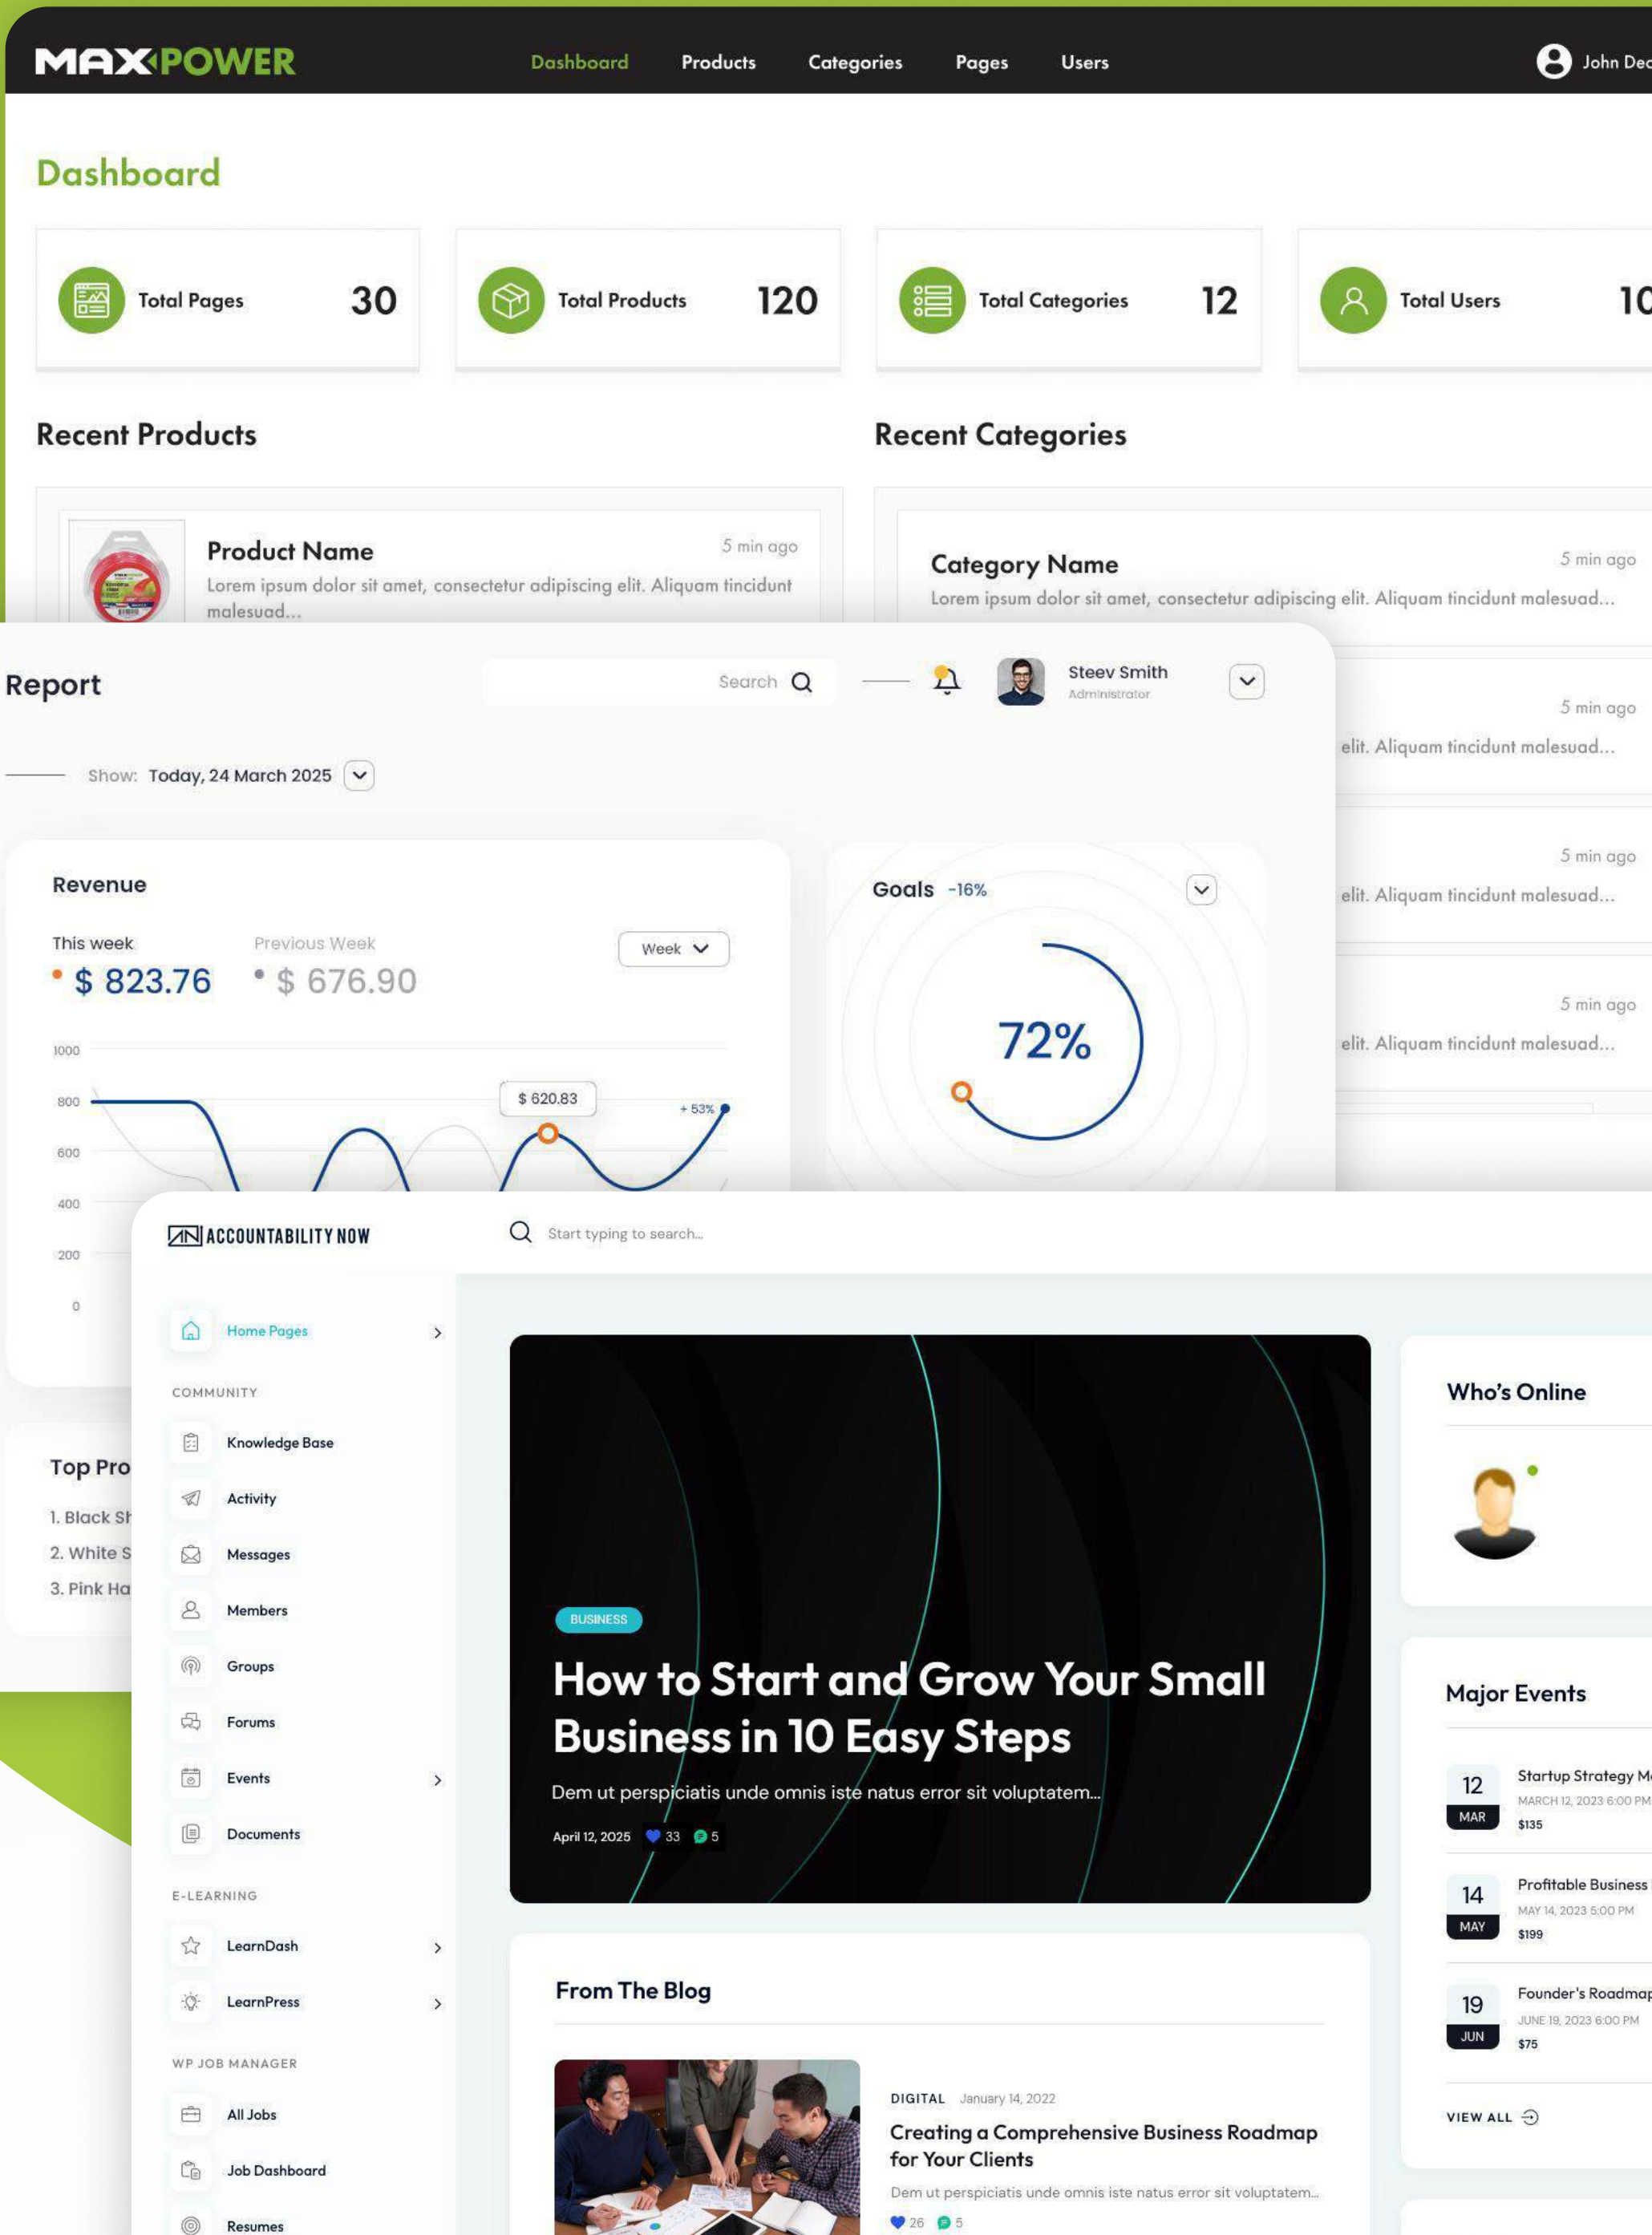 MAXPOWER
Dashboard Products Categories Pages Users
John
Dashboard
Total Pages 30
Total Products 120
Total Categories 12
Total Users
Recent Products
Recent Categories
Product Name 5 min ago
Lorem ipsum dolor sit amet, consectetur adipiscing elit. Aliquam tincidunt
malesuad...
Category Name 5 min ago
Lorem ipsum dolor sit amet, consectetur adipiscing elit. Aliquam tincidunt malesuad...
5 min ago
elit. Aliquam tincidunt malesuad...
5 min ago
elit. Aliquam tincidunt malesuad...
5 min ago
elit. Aliquam tincidunt malesuad...
Report
Search
Steev Smith
Administrator
Show: Today, 24 March 2025
Revenue
This week Previous Week
$ 823.76 $ 676.90
Week
1000
800
600
400
200
0
$ 620.83
+ 53%
Goals -16%
72%
Top
1. Black
2. White
3. Pink
AN ACCOUNTABILITY NOW
Start typing to search...
Home Pages
COMMUNITY
Knowledge Base
Activity
Messages
Members
Groups
Forums
Events
Documents
E-LEARNING
LearnDash
LearnPress
WP JOB MANAGER
All Jobs
Job Dashboard
Resumes
BUSINESS
How to Start and Grow Your Small
Business in 10 Easy Steps
Dem ut perspiciatis unde omnis iste natus error sit voluptatem...
April 12, 2025 33 5
From The Blog
DIGITAL January 14, 2022
Creating a Comprehensive Business Roadmap
for Your Clients
Dem ut perspiciatis unde omnis iste natus error sit voluptatem...
26 5
Who's Online
Major Events
12
MAR
Startup Strategy
MARCH 12, 2023 6:00 PM
$135
14
MAY
Profitable Business
MAY 14, 2023 5:00 PM
$199
19
JUN
Founder's Roadmap
JUNE 19, 2023 6:00 PM
$75
VIEW ALL